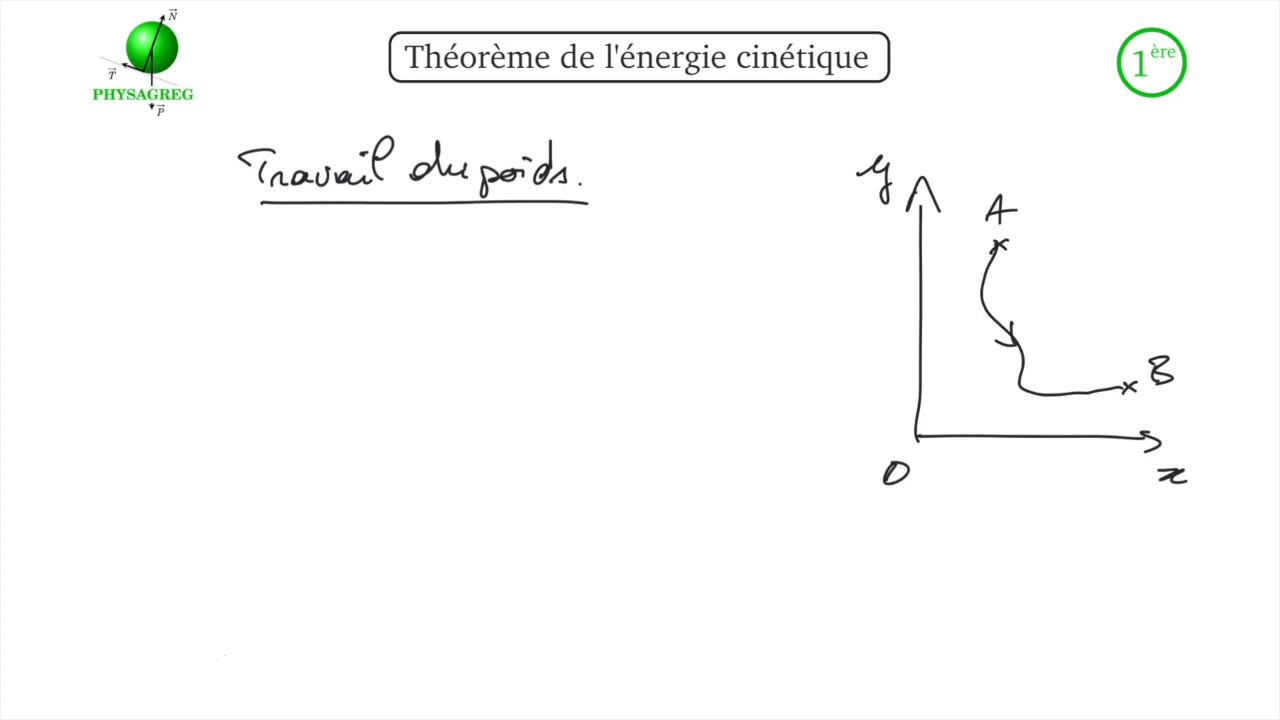 N
T
PHYSAGREG
P
Théorème de l'énergie cinétique
1ère
Travail du poids.
y
A
B
O
x